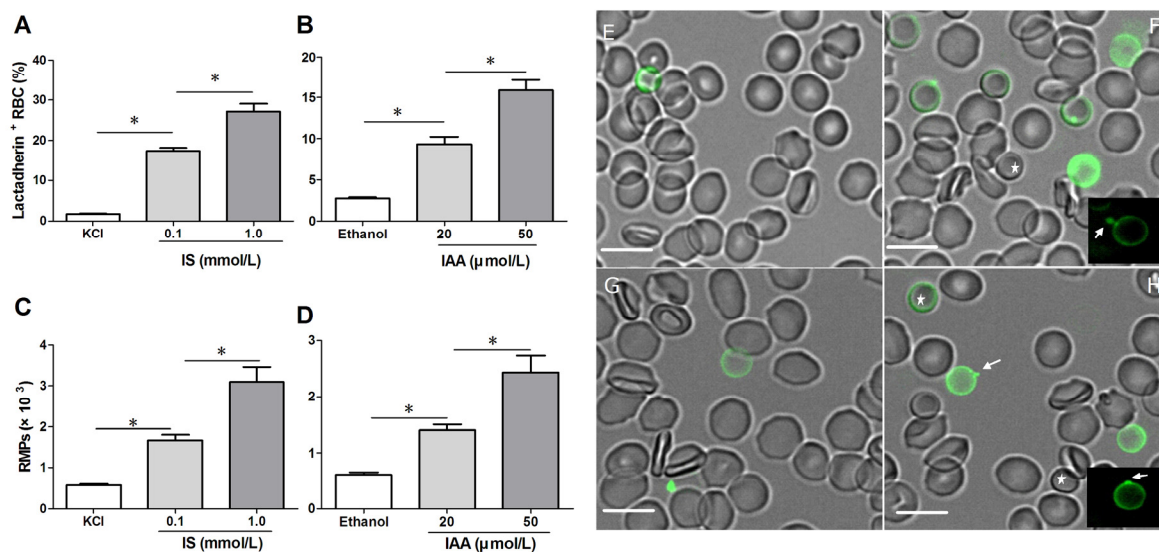 A
Lactadherin + RBC (%)
40
30
20
10
0
KCl
0.1
1.0
IS (mmol/L)
*
*
B
20
15
10
5
0
Ethanol
20
50
IAA (µmol/L)
*
*
C
RMPs (× 10 3)
5
4
3
2
1
0
KCl
0.1
1.0
IS (mmol/L)
*
*
D
3
2
1
0
Ethanol
20
50
IAA (µmol/L)
*
*
E
F
G
H